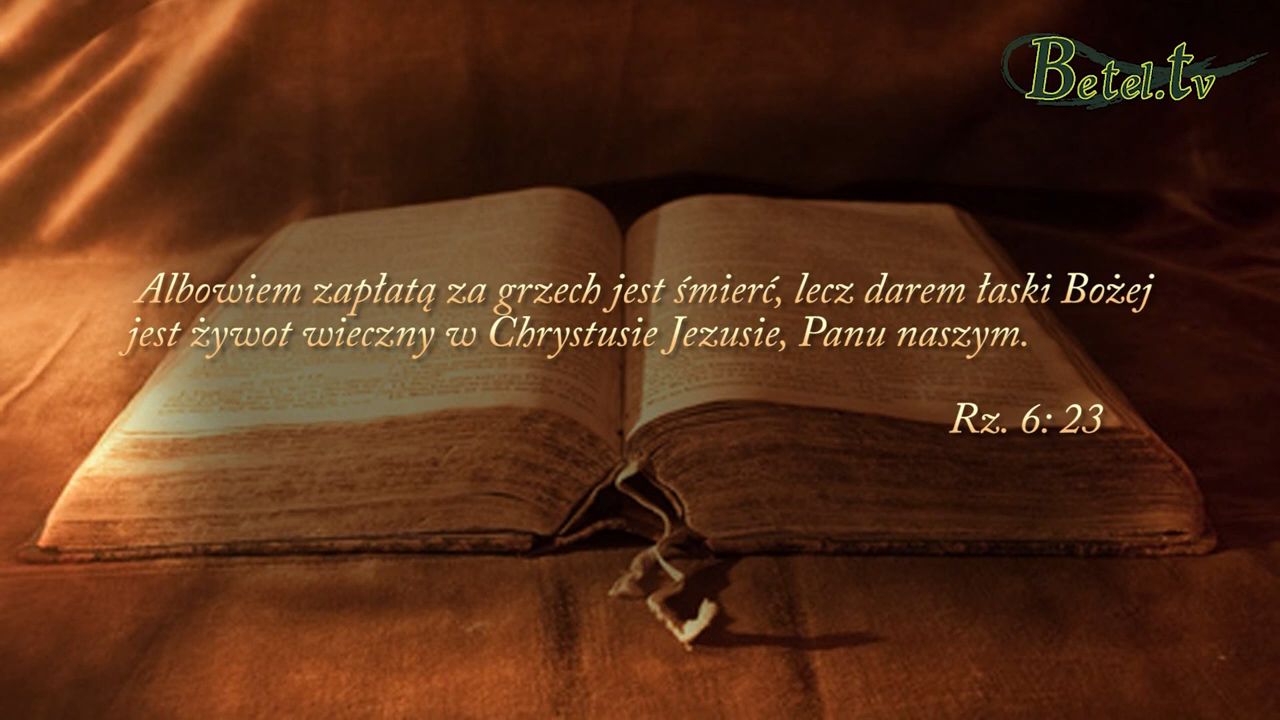 Betel.tv
Albowiem zapłatą za grzech jest śmierć, lecz darem łaski Bożej
jest żywot wieczny w Chrystusie Jezusie, Panu naszym.
Rz. 6: 23